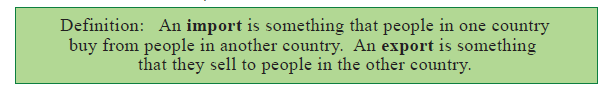 Definition: An import is something that people in one country
buy from people in another country. An export is something
that they sell to people in the other country.